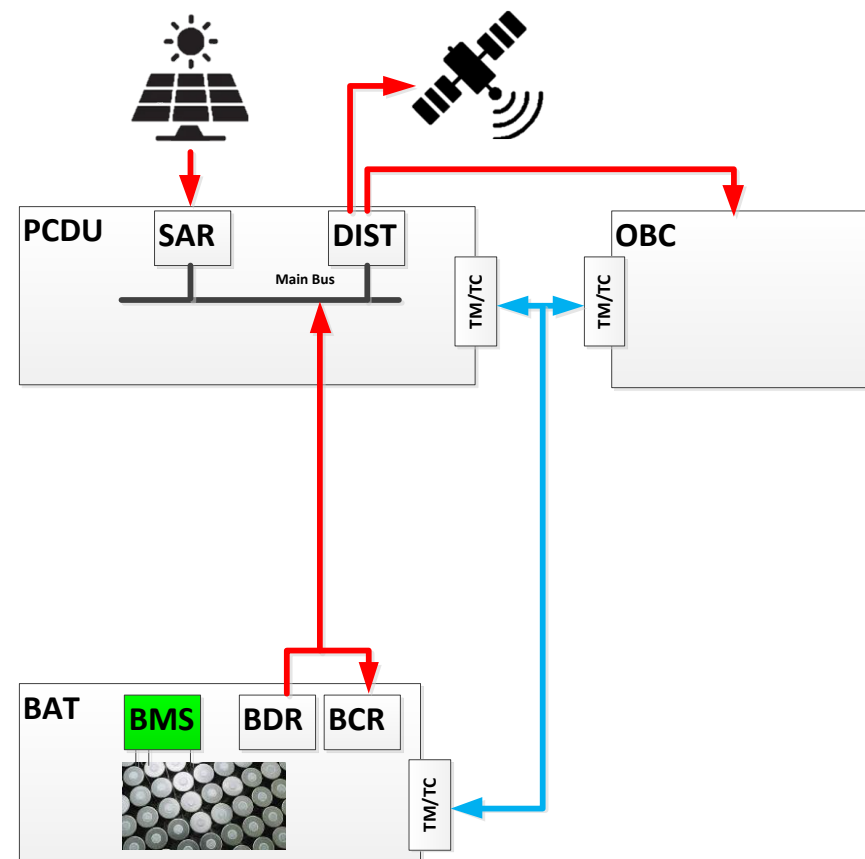 PCDU
SAR
DIST
OBC
Main Bus
TM/TC
TM/TC
BAT
BMS
BDR
BCR
TM/TC